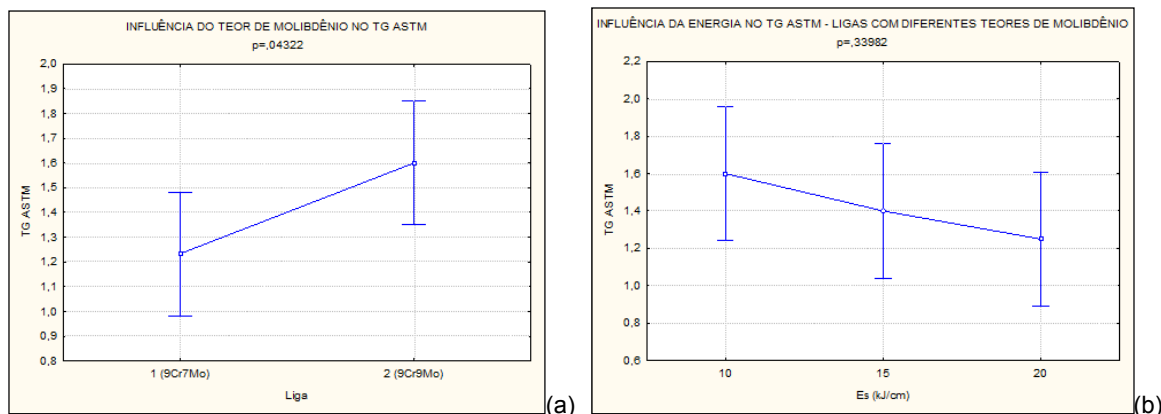 INFLUÊNCIA DO TEOR DE MOLIBDÊNIO NO TG ASTM
p=,04322
2,0
1,9
1,8
1,7
1,6
1,5
1,4
1,3
1,2
1,1
1,0
0,9
0,8
TG ASTM
1 (9Cr7Mo)
2 (9Cr9Mo)
Liga
(a)
INFLUÊNCIA DA ENERGIA NO TG ASTM - LIGAS COM DIFERENTES TEORES DE MOLIBDÊNIO
p=,33982
2,2
2,0
1,8
1,6
1,4
1,2
1,0
0,8
0,6
TG ASTM
10
15
20
Es (kJ/cm)
(b)